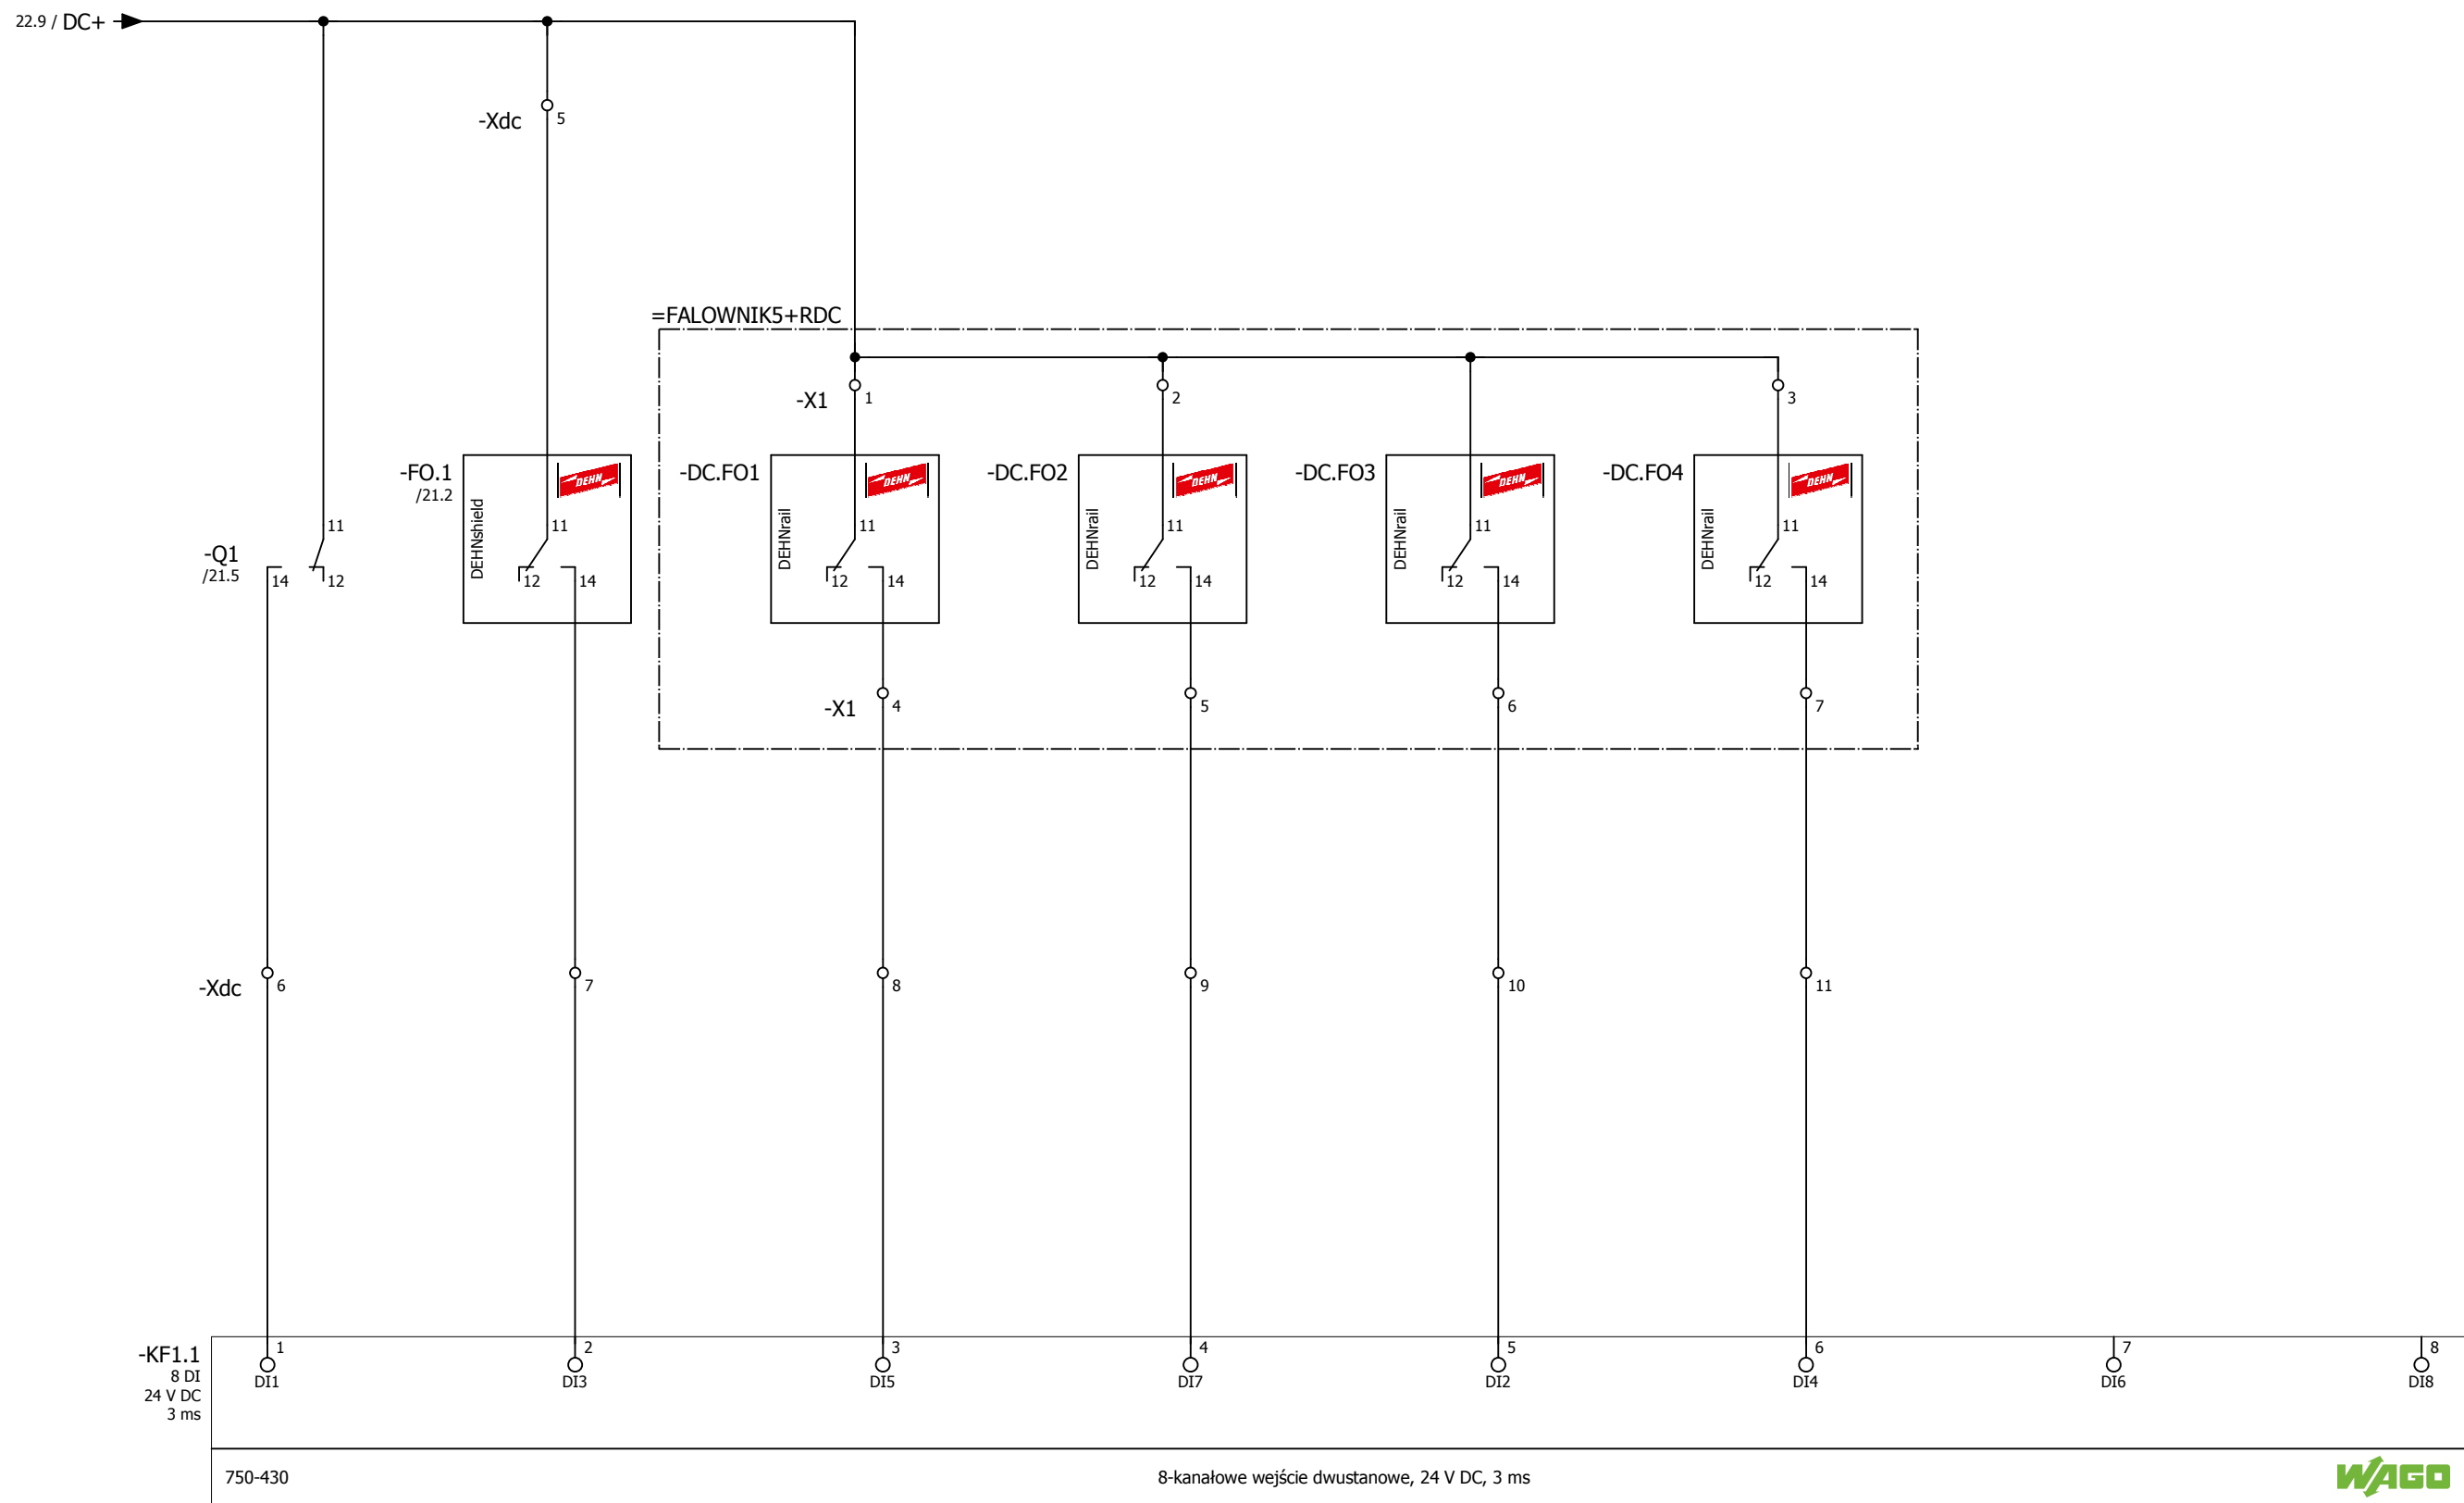 22.9 / DC+
-Xdc 5
=FALOWNIK5+RDC
-X1 1 2 3
-FO.1 -DC.FO1 -DC.FO2 -DC.FO3 -DC.FO4
/21.2
DEHN DEHN DEHN DEHN DEHN
DEHNshield DEHNrail DEHNrail DEHNrail DEHNrail
11 11 11 11 11 11
-Q1
/21.5
14 12 12 14 12 14 12 14 12 14 12 14
-X1 4 5 6 7
-Xdc 6 7 8 9 10 11
-KF1.1 1 2 3 4 5 6 7 8
8 DI
DI1 DI3 DI5 DI7 DI2 DI4 DI6 DI8
24 V DC
3 ms
750-430 8-kanałowe wejście dwustanowe, 24 V DC, 3 ms WAGO